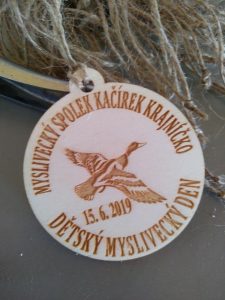 MYSLIVECKÝ SPOLEK KAČÍREK KRAJNÍČKO
15. 6. 2019
DĚTSKÝ MYSLIVECKÝ DEN